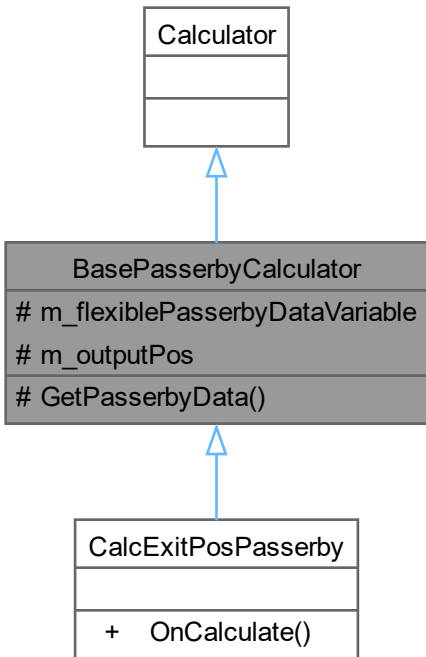 Calculator
BasePasserbyCalculator
# m_flexiblePasserbyDataVariable
# m_outputPos
# GetPasserbyData()
CalcExitPosPasserby
+ OnCalculate()